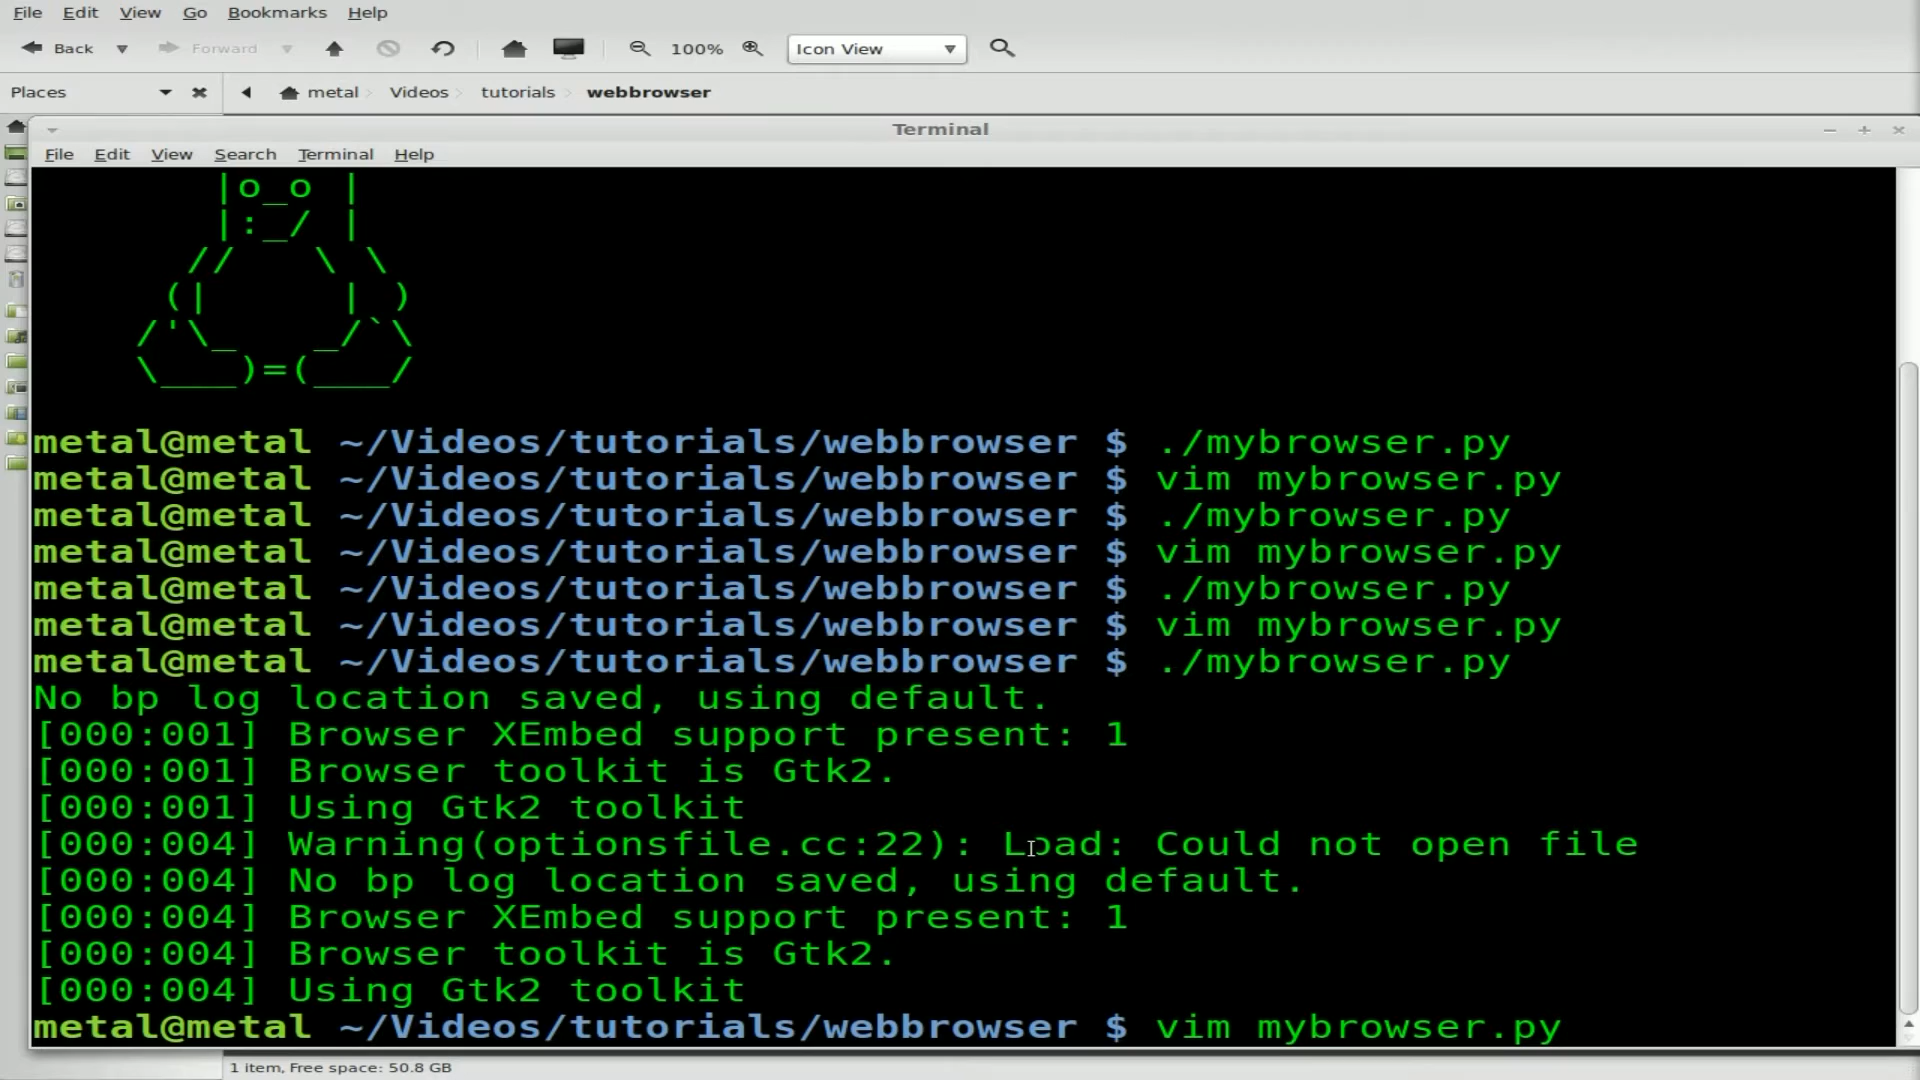 File Edit View Go Bookmarks Help
Back Forward 100% Icon View
Places metal Videos tutorials webbrowser
Terminal
File Edit View Search Terminal Help
|o_o |
|:_/ |
//   \ \
(|     | )
/'\_   _/`\
\___)=(___/
metal@metal ~/Videos/tutorials/webbrowser $ ./mybrowser.py
metal@metal ~/Videos/tutorials/webbrowser $ vim mybrowser.py
metal@metal ~/Videos/tutorials/webbrowser $ ./mybrowser.py
metal@metal ~/Videos/tutorials/webbrowser $ vim mybrowser.py
metal@metal ~/Videos/tutorials/webbrowser $ ./mybrowser.py
metal@metal ~/Videos/tutorials/webbrowser $ vim mybrowser.py
metal@metal ~/Videos/tutorials/webbrowser $ ./mybrowser.py
No bp log location saved, using default.
[000:001] Browser XEmbed support present: 1
[000:001] Browser toolkit is Gtk2.
[000:001] Using Gtk2 toolkit
[000:004] Warning(optionsfile.cc:22): Load: Could not open file
[000:004] No bp log location saved, using default.
[000:004] Browser XEmbed support present: 1
[000:004] Browser toolkit is Gtk2.
[000:004] Using Gtk2 toolkit
metal@metal ~/Videos/tutorials/webbrowser $ vim mybrowser.py
1 item, Free space: 50.8 GB